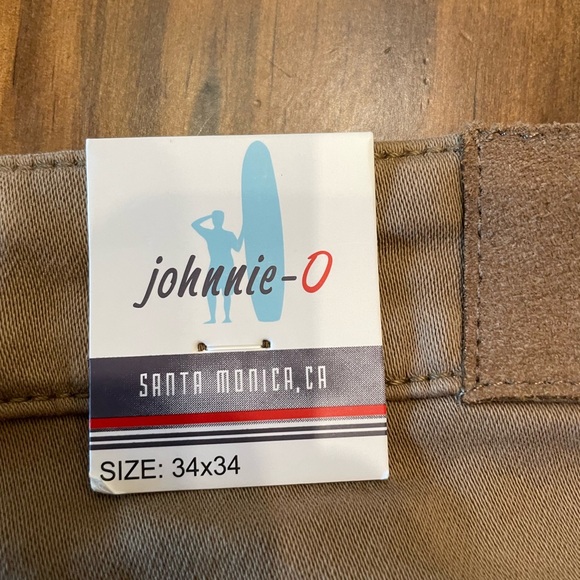 johnnie-O
SANTA MONICA, CA
SIZE: 34x34